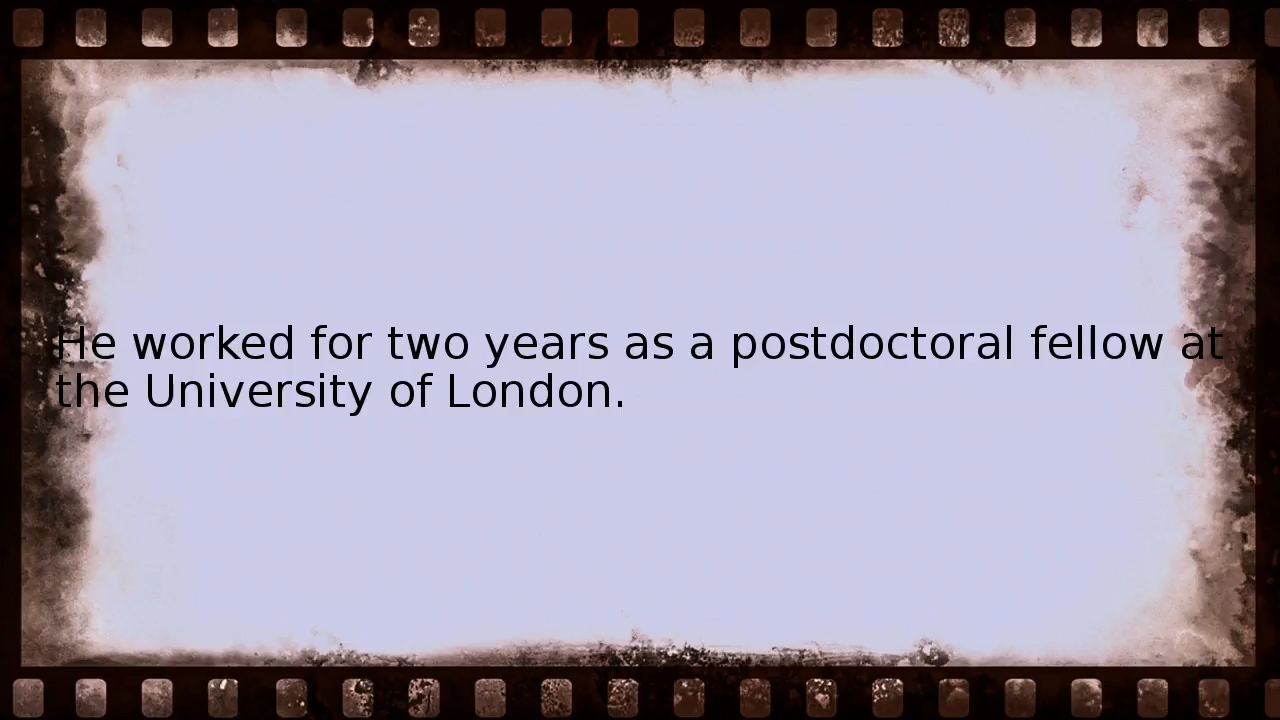 He worked for two years as a postdoctoral fellow at
the University of London.